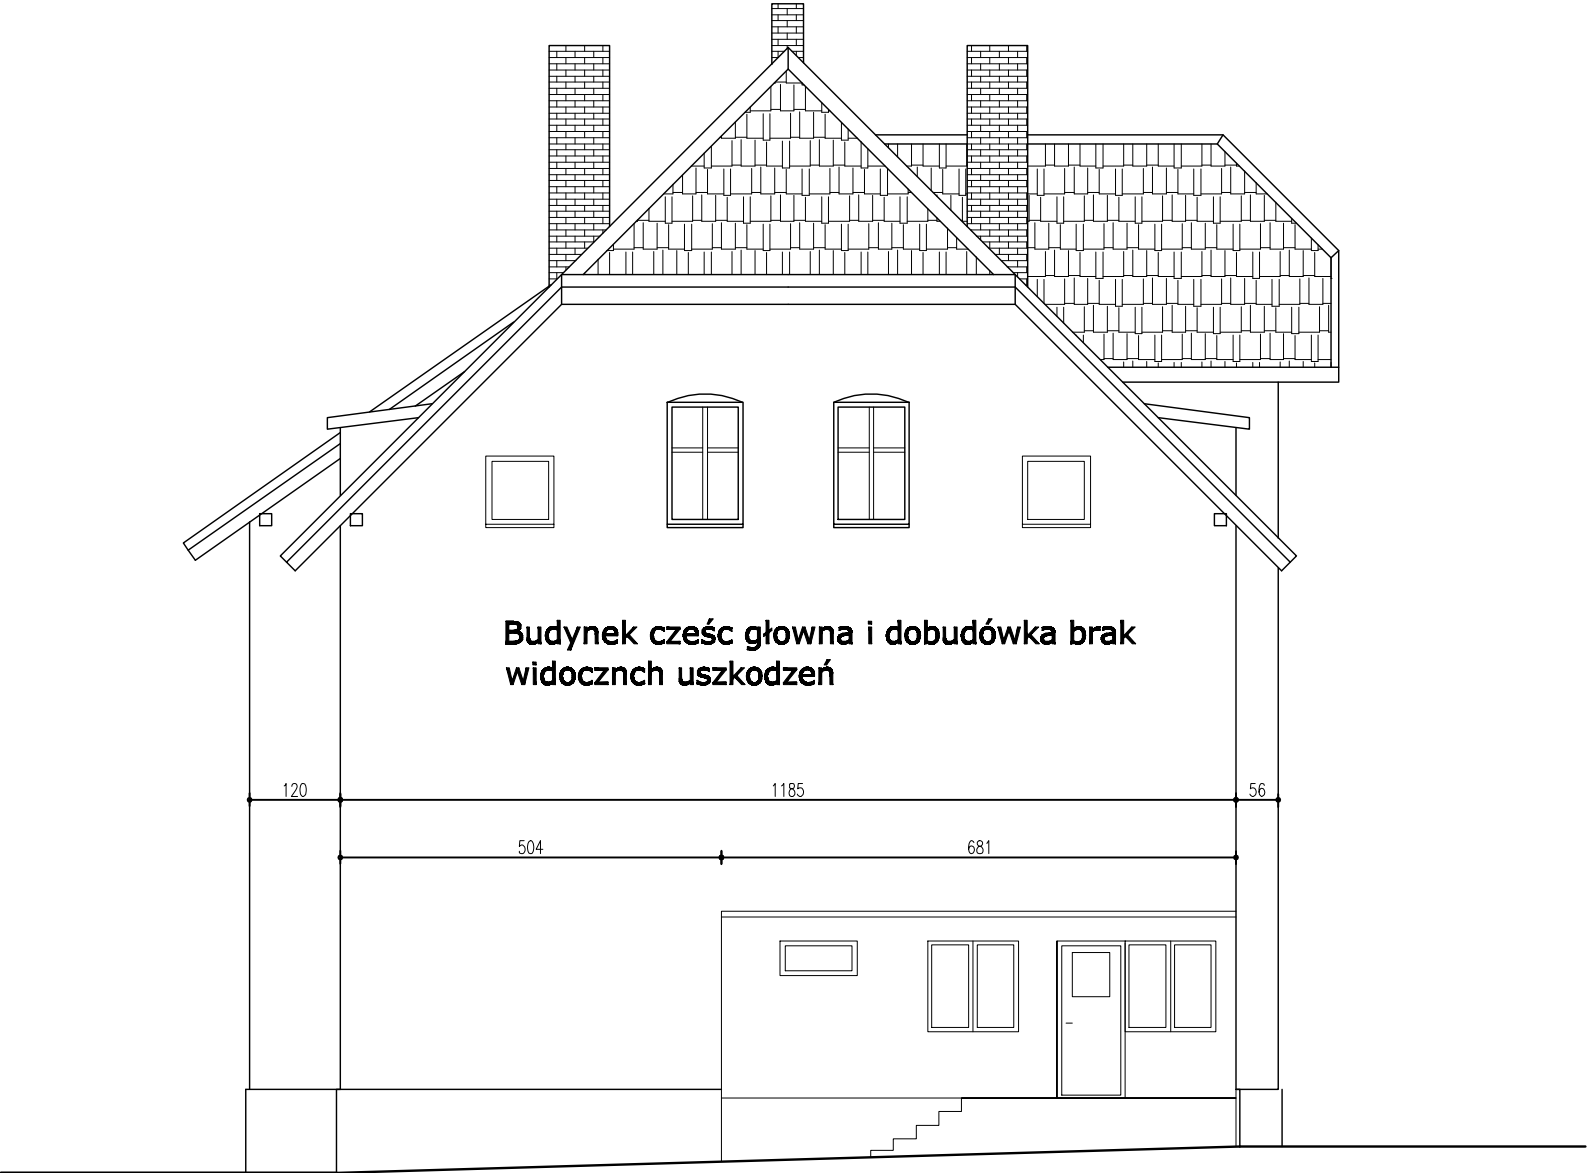 Budynek cześc głowna i dobudówka brak
widocznch uszkodzeń
120 1185 56
504 681